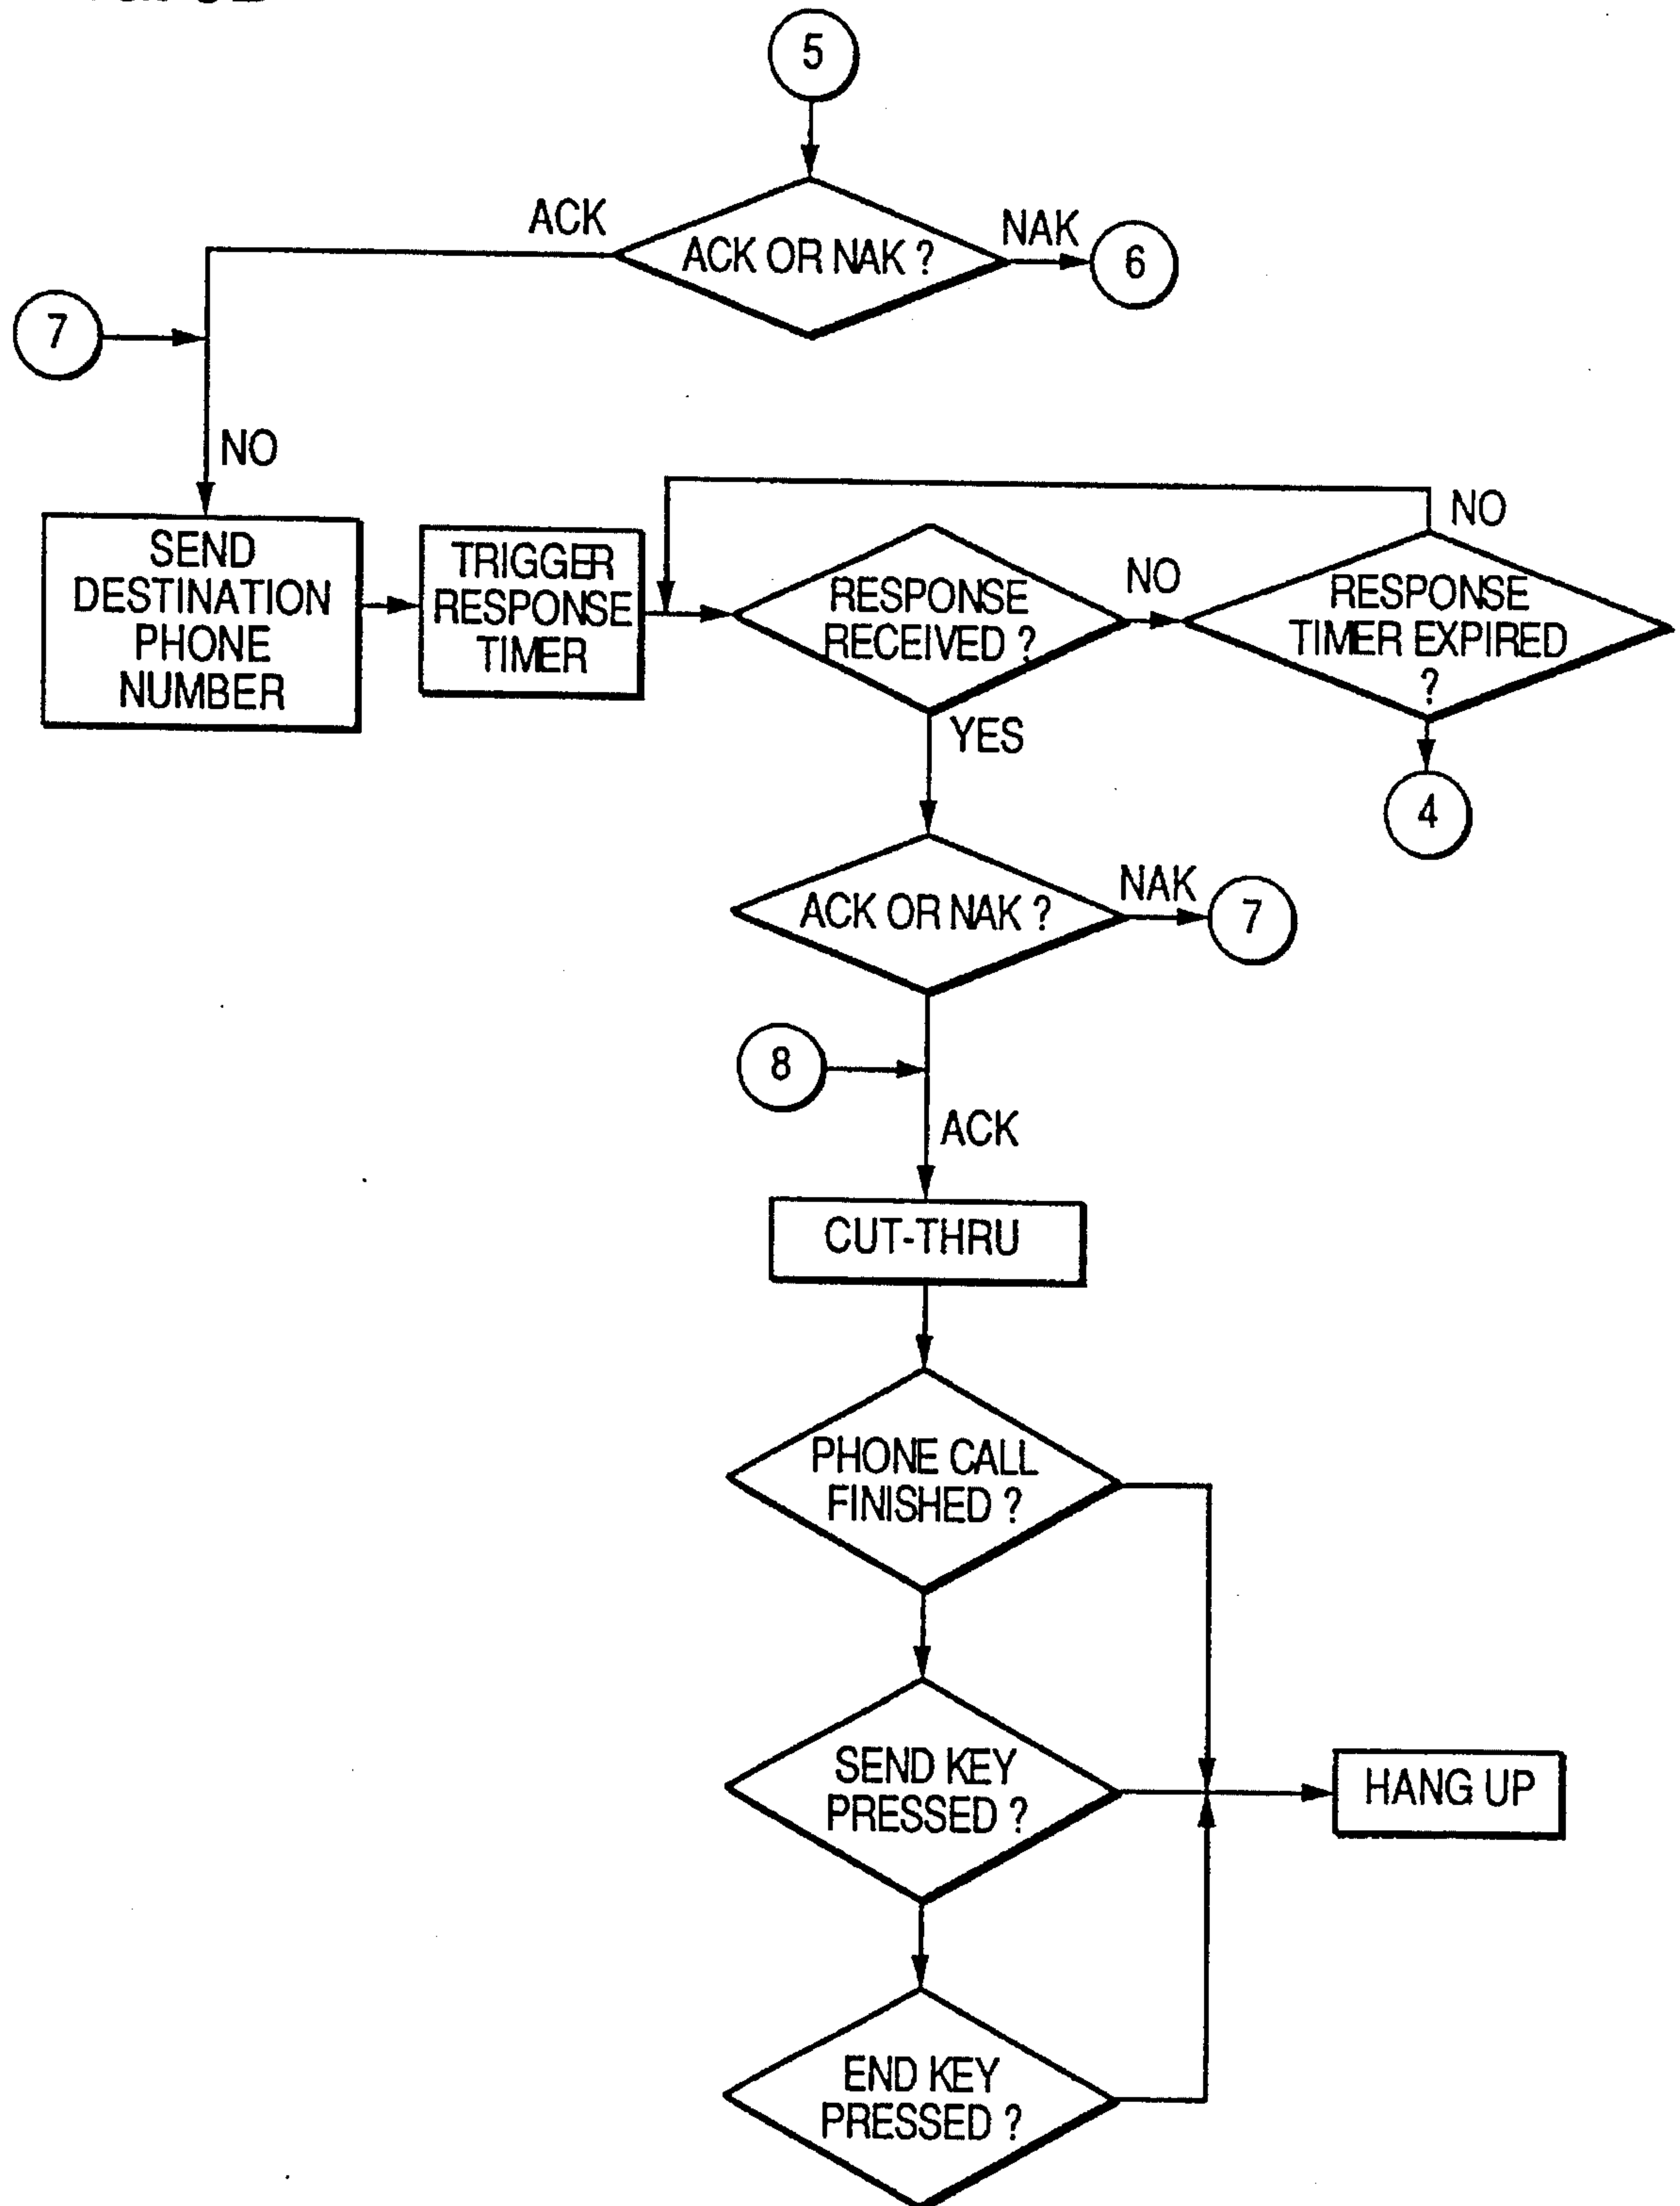 5
ACK
ACK OR NAK ?
NAK
6
7
NO
SEND
DESTINATION
PHONE
NUMBER
TRIGGER
RESPONSE
TIMER
RESPONSE
RECEIVED ?
NO
RESPONSE
TIMER EXPIRED
?
NO
YES
4
ACK OR NAK ?
NAK
7
8
ACK
CUT-THRU
PHONE CALL
FINISHED ?
SEND KEY
PRESSED ?
HANG UP
END KEY
PRESSED ?